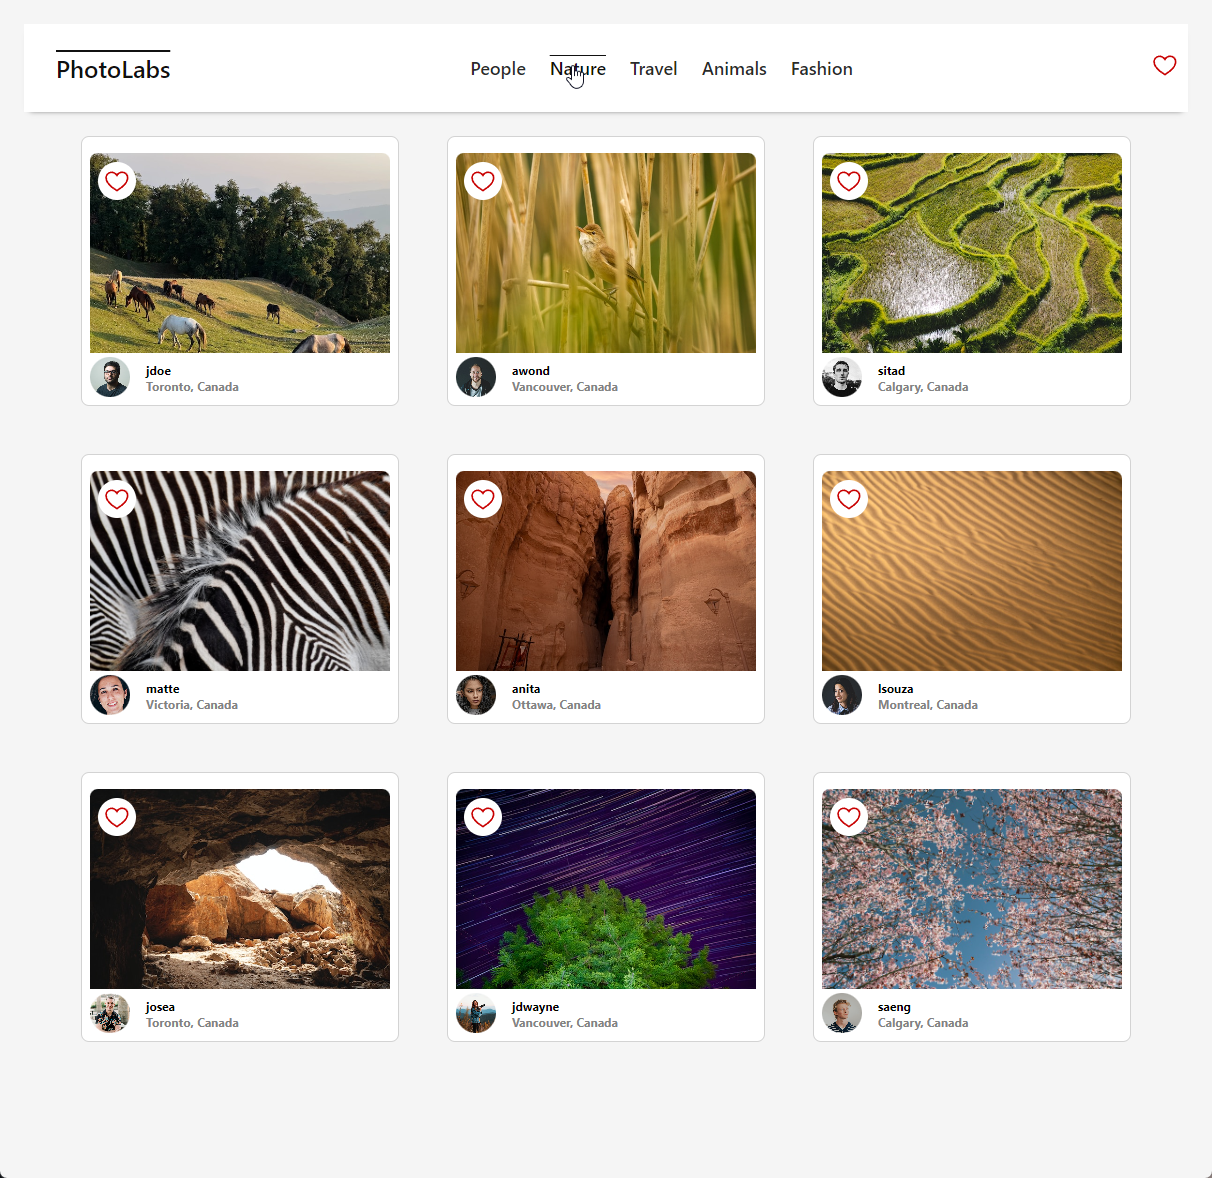 PhotoLabs
People Nature Travel Animals Fashion
jdoe
Toronto, Canada
awond
Vancouver, Canada
sitad
Calgary, Canada
matte
Victoria, Canada
anita
Ottawa, Canada
lsouza
Montreal, Canada
josea
Toronto, Canada
jdwayne
Vancouver, Canada
saeng
Calgary, Canada